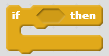 if then